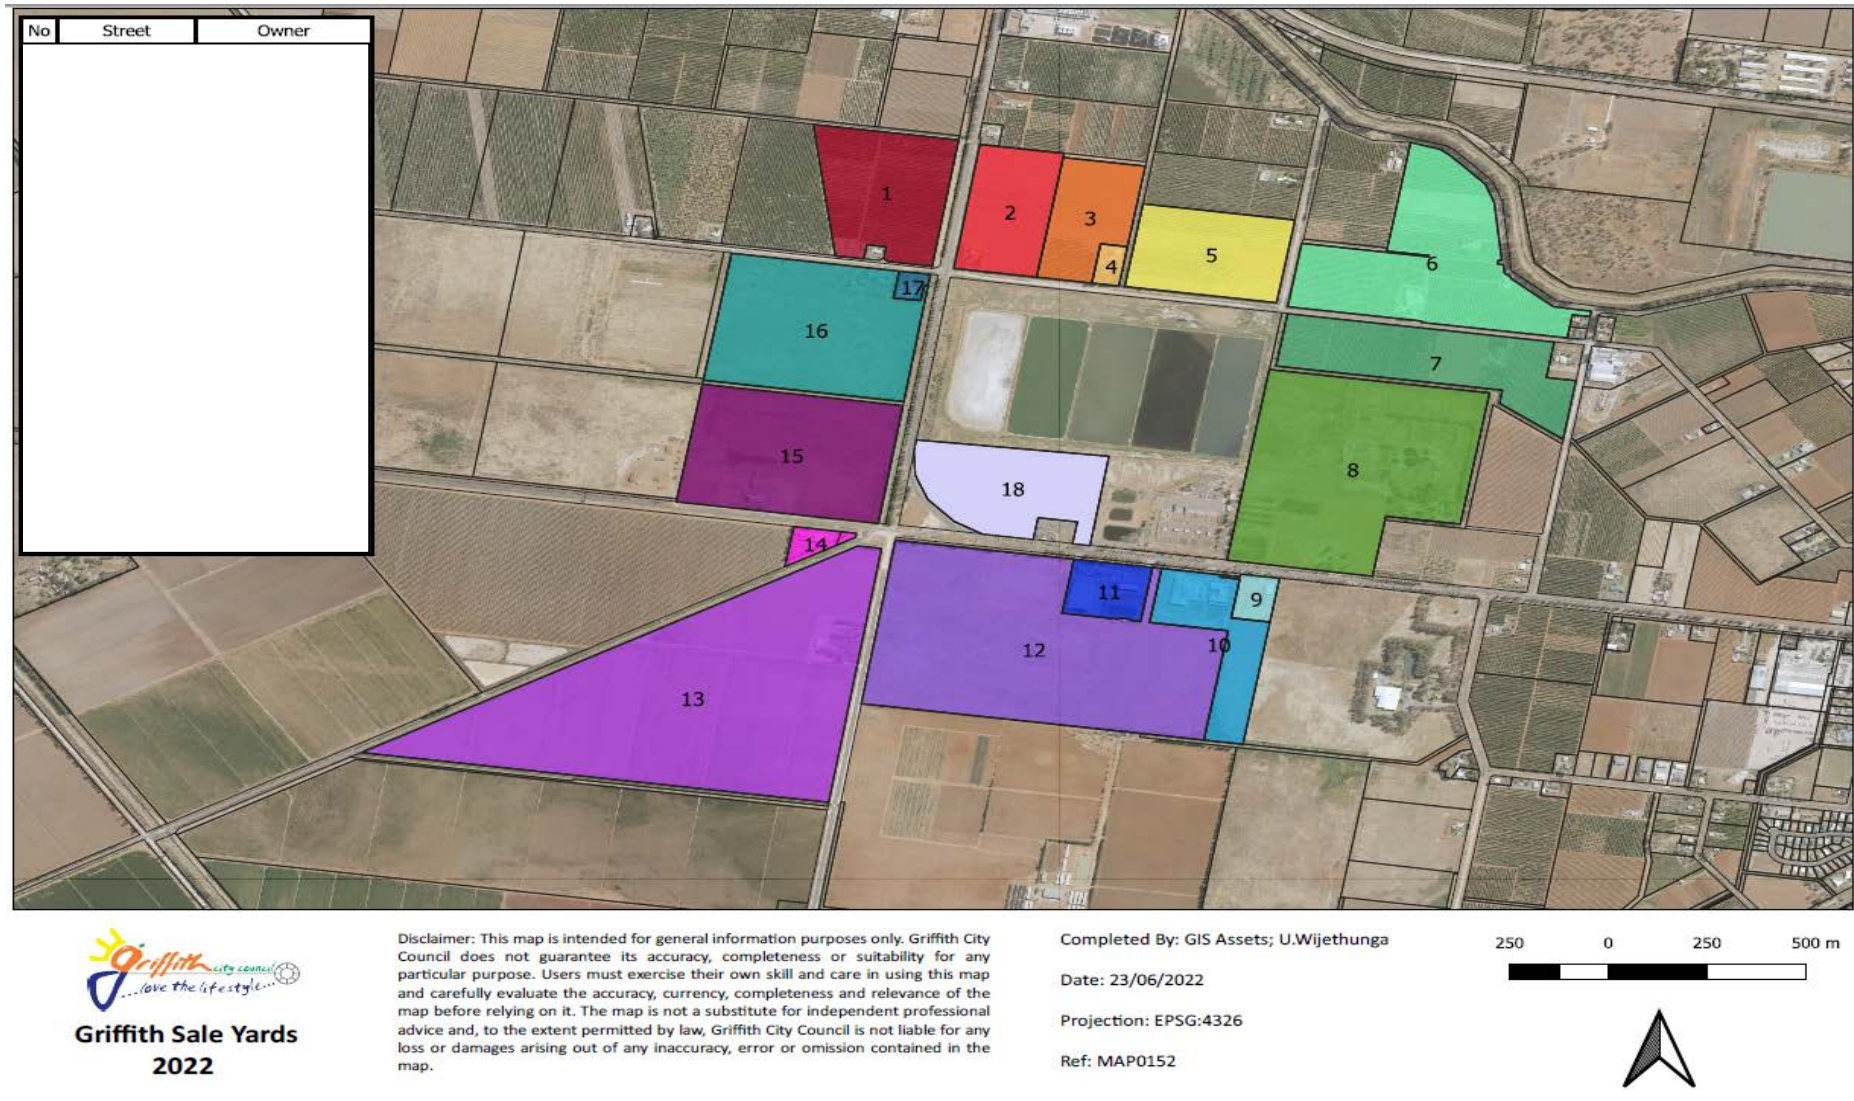 No Street Owner
1
2
3
4
5
6
7
8
9
10
11
12
13
14
15
16
17
18
griffith city council
...love the lifestyle...
Griffith Sale Yards
2022
Disclaimer: This map is intended for general information purposes only. Griffith City
Council does not guarantee its accuracy, completeness or suitability for any
particular purpose. Users must exercise their own skill and care in using this map
and carefully evaluate the accuracy, currency, completeness and relevance of the
map before relying on it. The map is not a substitute for independent professional
advice and, to the extent permitted by law, Griffith City Council is not liable for any
loss or damages arising out of any inaccuracy, error or omission contained in the
map.
Completed By: GIS Assets; U.Wijethunga
Date: 23/06/2022
Projection: EPSG:4326
Ref: MAP0152
250 0 250 500 m